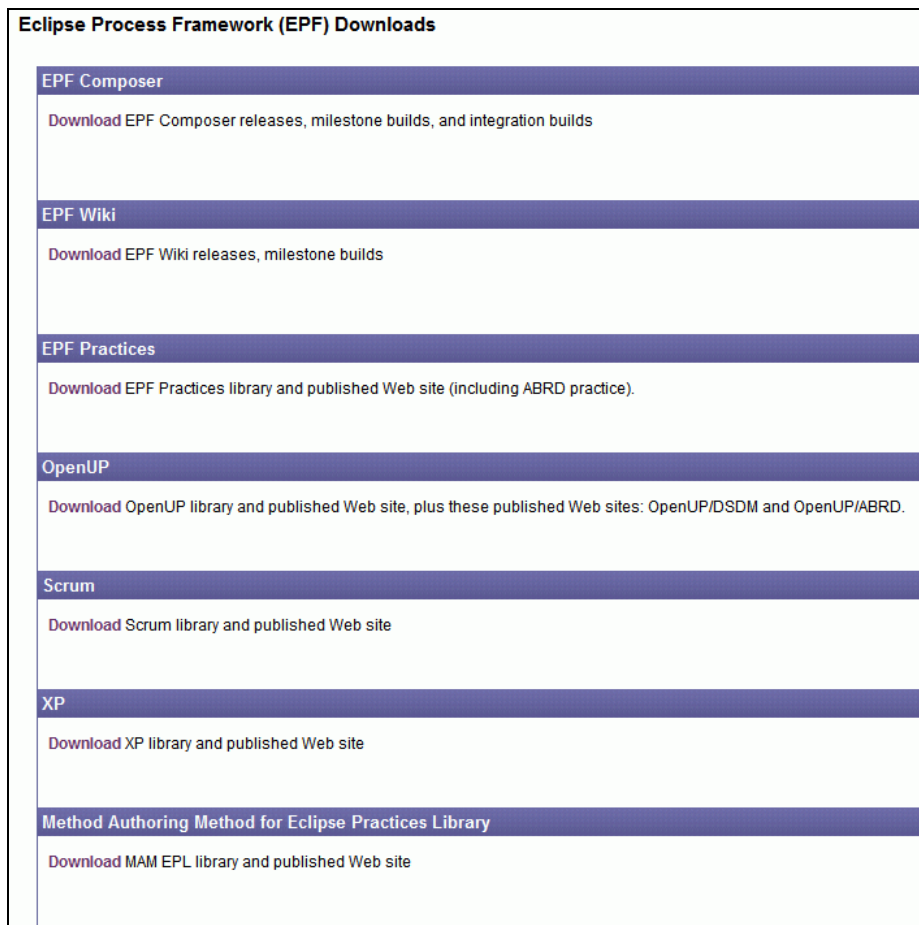 Eclipse Process Framework (EPF) Downloads
EPF Composer
Download EPF Composer releases, milestone builds, and integration builds
EPF Wiki
Download EPF Wiki releases, milestone builds
EPF Practices
Download EPF Practices library and published Web site (including ABRD practice).
OpenUP
Download OpenUP library and published Web site, plus these published Web sites: OpenUP/DSDM and OpenUP/ABRD.
Scrum
Download Scrum library and published Web site
XP
Download XP library and published Web site
Method Authoring Method for Eclipse Practices Library
Download MAM EPL library and published Web site